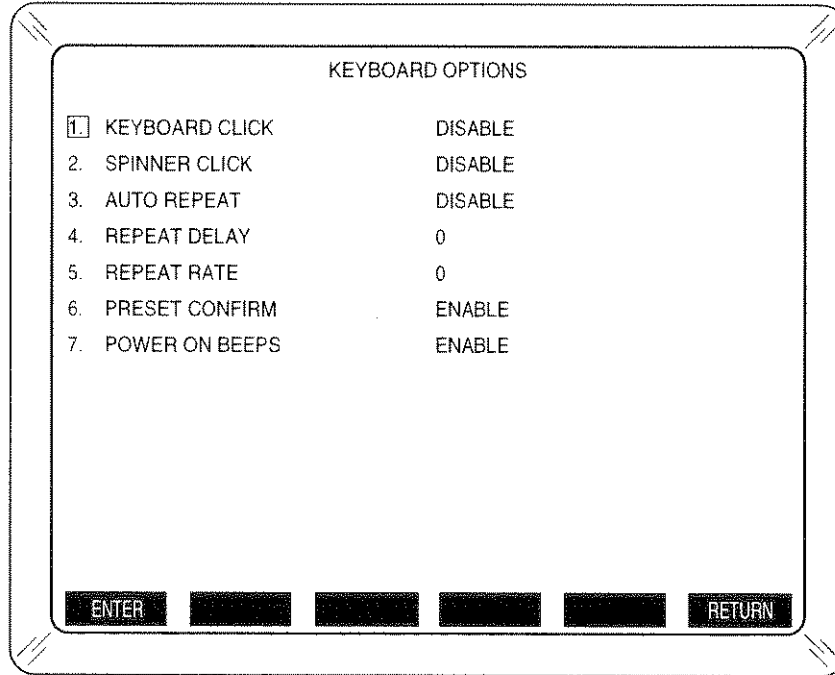 KEYBOARD OPTIONS
1. KEYBOARD CLICK DISABLE
2. SPINNER CLICK DISABLE
3. AUTO REPEAT DISABLE
4. REPEAT DELAY 0
5. REPEAT RATE 0
6. PRESET CONFIRM ENABLE
7. POWER ON BEEPS ENABLE
ENTER RETURN